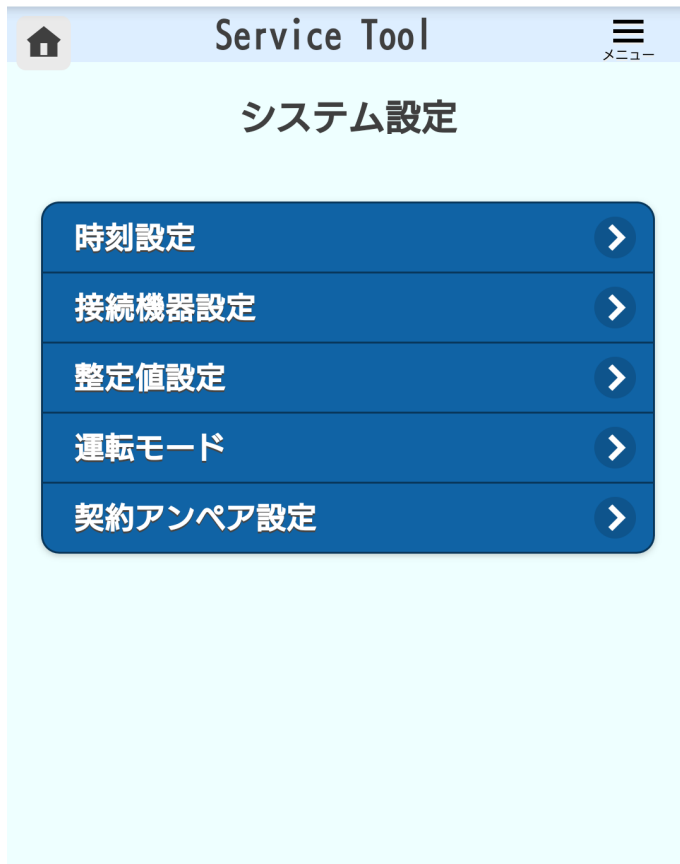 Service Tool
メニュー
システム設定
時刻設定
接続機器設定
整定値設定
運転モード
契約アンペア設定